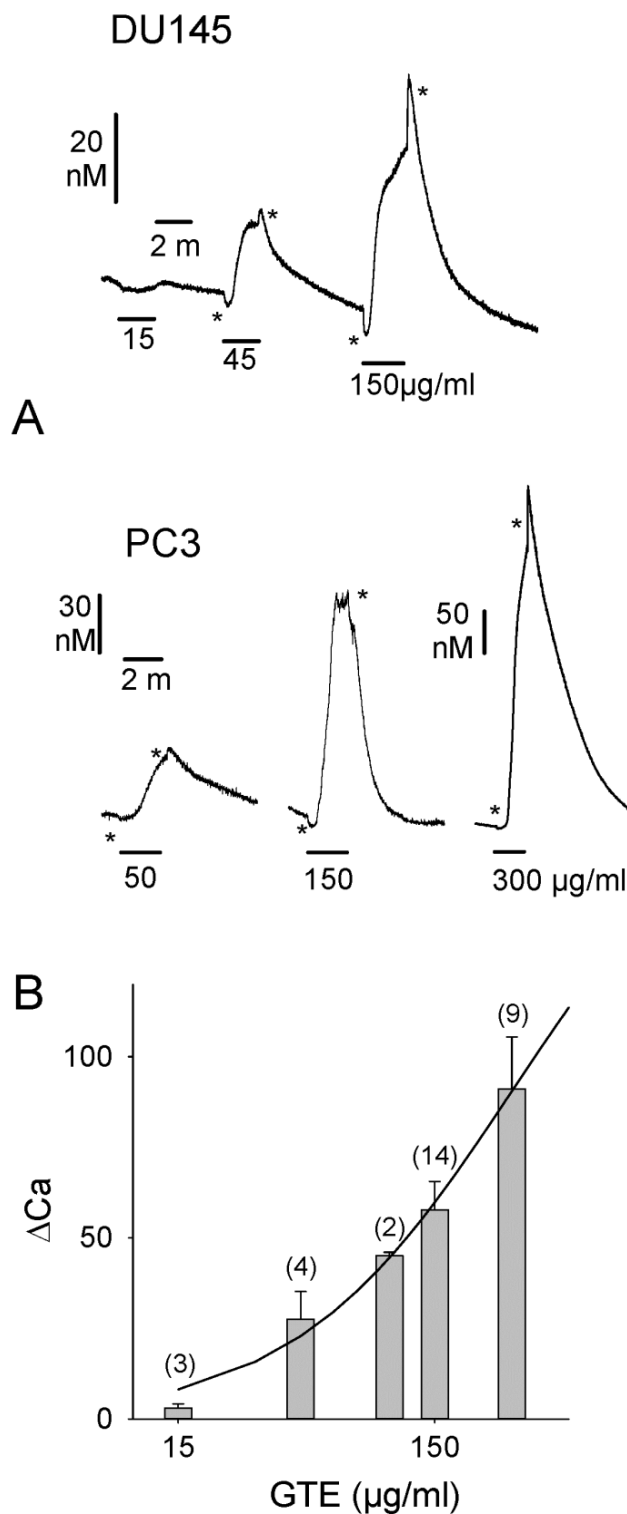 DU145
20
nM
*
*
2 m
*
*
15
45
150µg/ml
A
PC3
30
nM
50
nM
2 m
*
*
*
*
*
*
50
150
300 µg/ml
B
100
50
0
ΔCa
(3)
(4)
(2)
(14)
(9)
15
150
GTE (µg/ml)